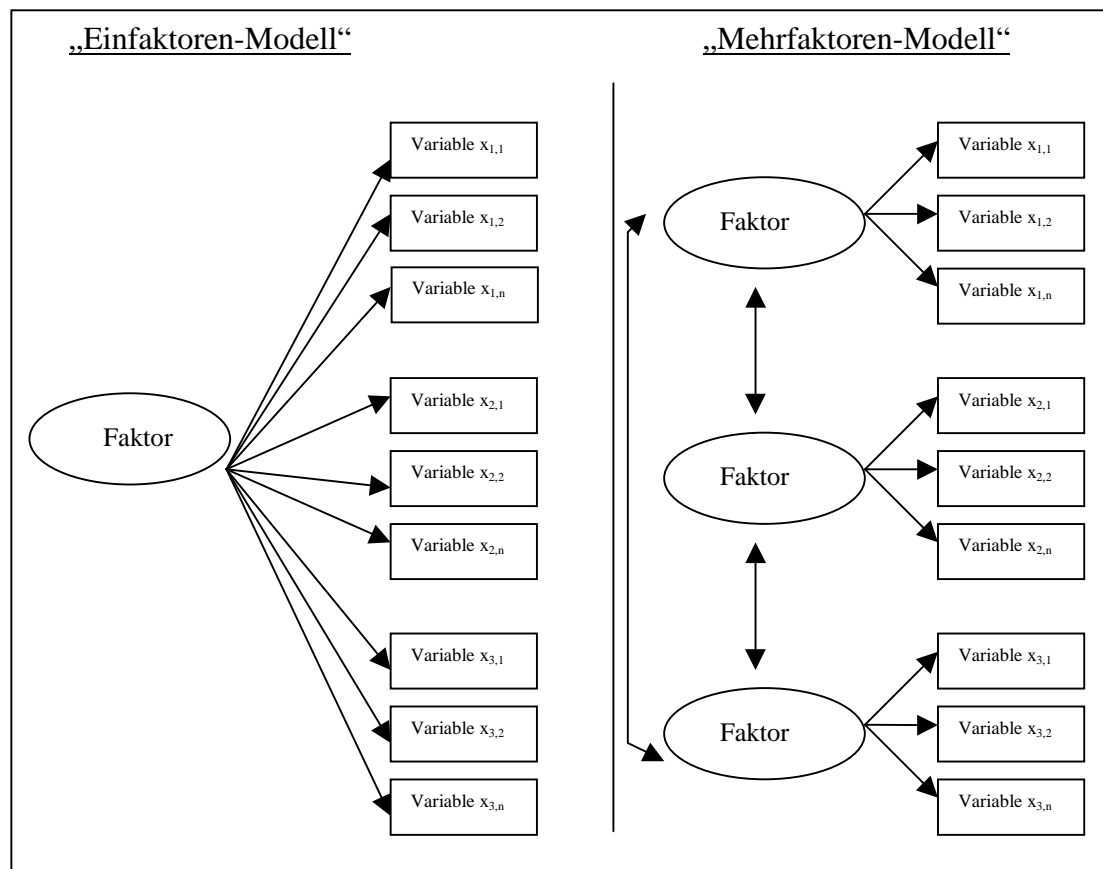 „Einfaktoren-Modell“
Variable x1,1
Variable x1,2
Variable x1,n
Variable x2,1
Faktor
Variable x2,2
Variable x2,n
Variable x3,1
Variable x3,2
Variable x3,n
„Mehrfaktoren-Modell“
Variable x1,1
Faktor
Variable x1,2
Variable x1,n
Variable x2,1
Faktor
Variable x2,2
Variable x2,n
Variable x3,1
Faktor
Variable x3,2
Variable x3,n